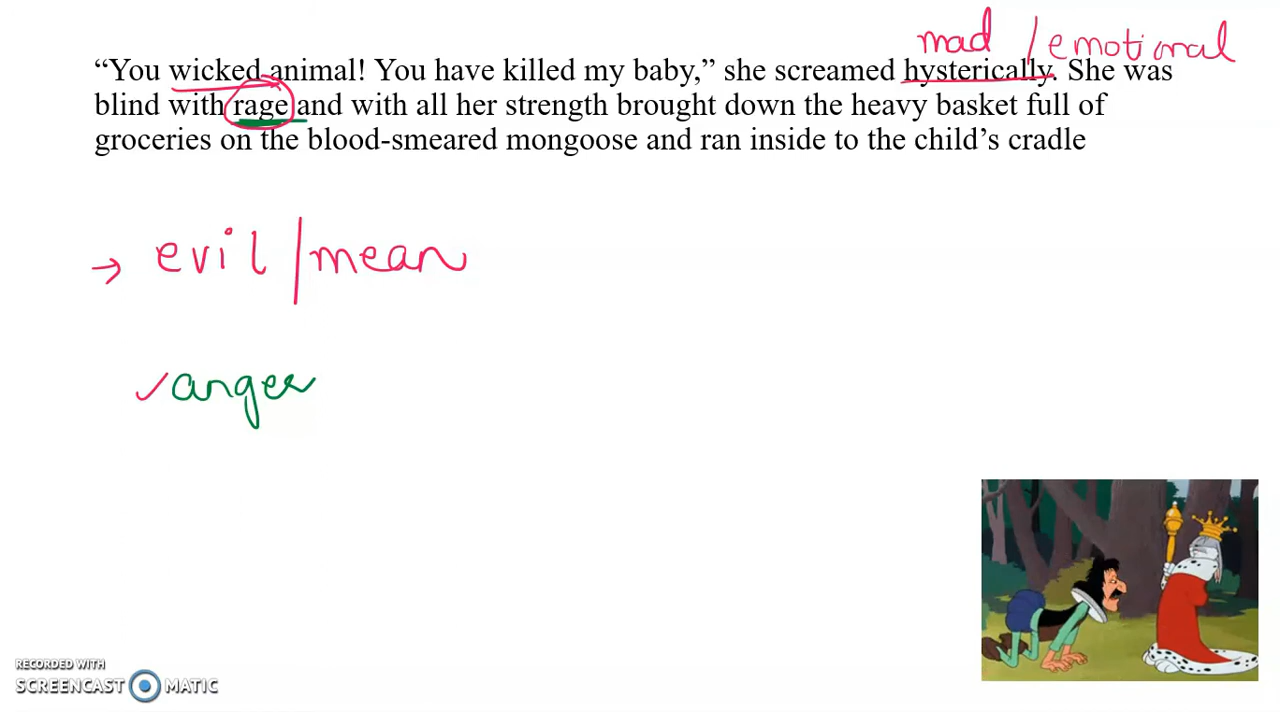 mad / emotional
“You wicked animal! You have killed my baby,” she screamed hysterically. She was
blind with rage and with all her strength brought down the heavy basket full of
groceries on the blood-smeared mongoose and ran inside to the child’s cradle
→ evil / mean
✓ anger
RECORDED WITH
SCREENCAST MATIC